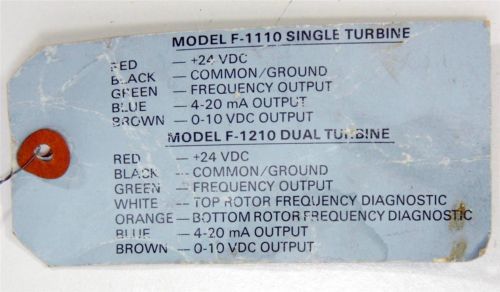 MODEL F-1110 SINGLE TURBINE
RED — +24 VDC
BLACK — COMMON/GROUND
GREEN — FREQUENCY OUTPUT
BLUE — 4-20 mA OUTPUT
BROWN — 0-10 VDC OUTPUT
MODEL F-1210 DUAL TURBINE
RED — +24 VDC
BLACK — COMMON/GROUND
GREEN — FREQUENCY OUTPUT
WHITE — TOP ROTOR FREQUENCY DIAGNOSTIC
ORANGE — BOTTOM ROTOR FREQUENCY DIAGNOSTIC
BLUE — 4-20 mA OUTPUT
BROWN — 0-10 VDC OUTPUT